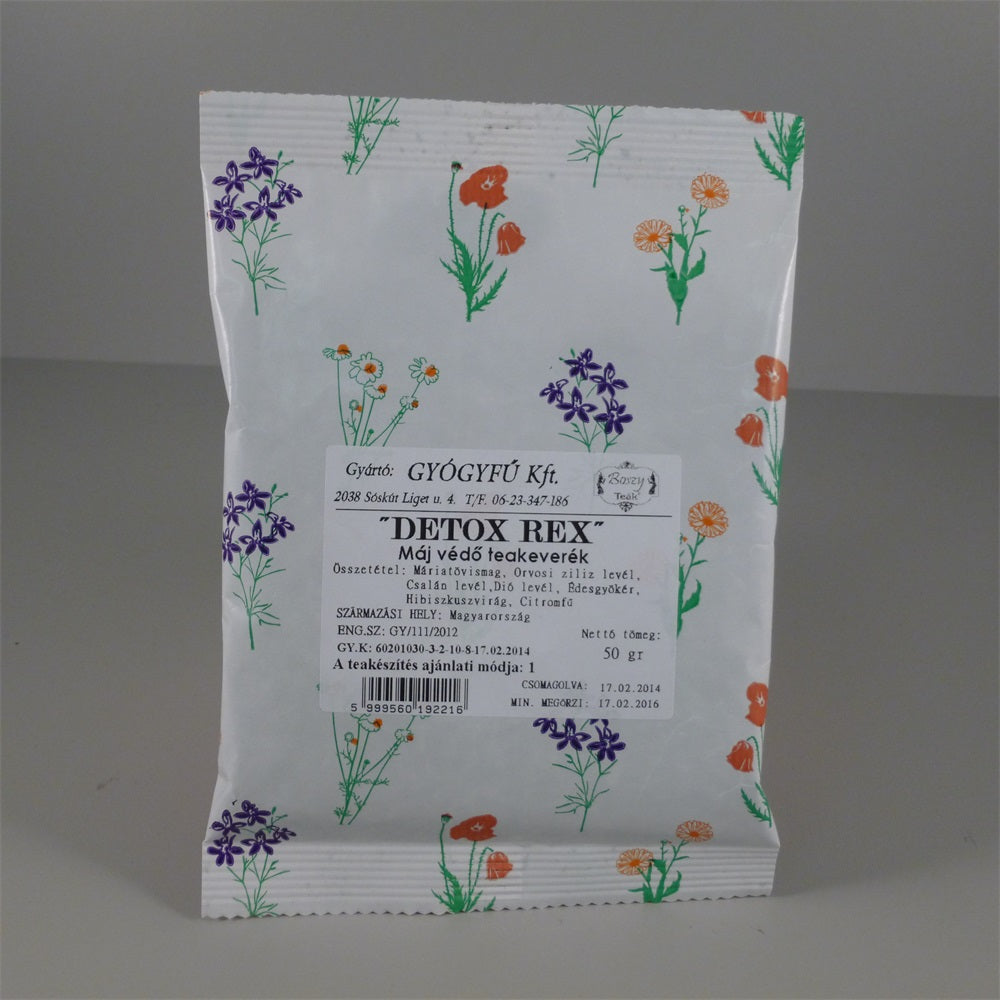 Gyártó: GYÓGYFŰ Kft.
Boszy
Teák
2038 Sóskút Liget u. 4. T/F. 06-23-347-186
"DETOX REX"
Máj védő teakeverék
Összetétel: Máriatövismag, Orvosi ziliz levél,
Csalán levél,Dió levél, Édesgyökér,
Hibiszkuszvirág, Citromfű
SZÁRMAZÁSI HELY: Magyarország
ENG.SZ: GY/111/2012
Nettó tömeg:
GY.K: 60201030-3-2-10-8-17.02.2014
50 gr
A teakészítés ajánlati módja: 1
CSOMAGOLVA: 17.02.2014
MIN. MEGŐRZI: 17.02.2016
5 999560 192216